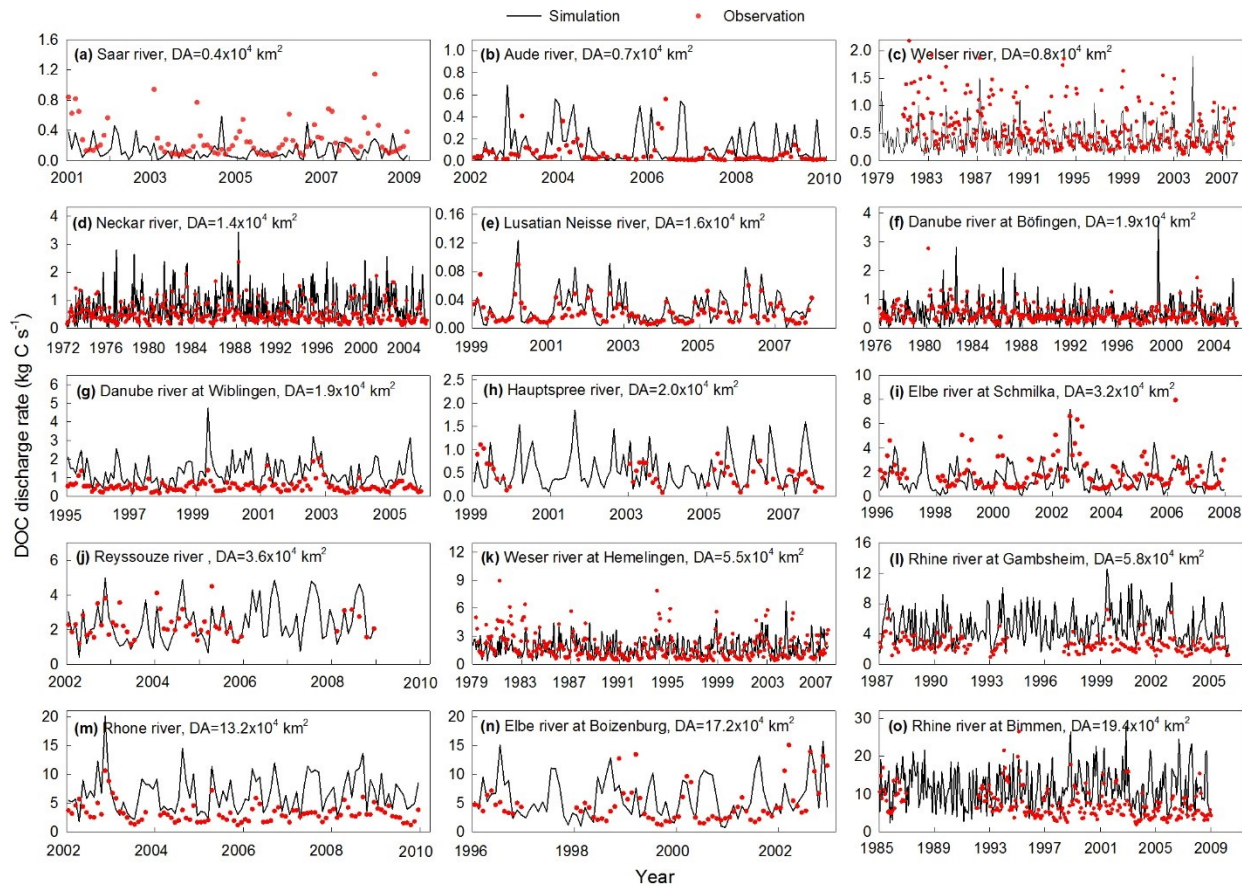 Simulation Observation
(a) Saar river, DA=0.4x10⁴ km²
1.6
1.2
0.8
0.4
0.0
2001 2003 2005 2007 2009
(b) Aude river, DA=0.7x10⁴ km²
1.0
0.8
0.6
0.4
0.2
0.0
2002 2004 2006 2008 2010
(c) Welser river, DA=0.8x10⁴ km²
2.0
1.5
1.0
0.5
0.0
1979 1983 1987 1991 1995 1999 2003 2007
(d) Neckar river, DA=1.4x10⁴ km²
4
3
2
1
0
1972 1976 1980 1984 1988 1992 1996 2000 2004
(e) Lusatian Neisse river, DA=1.6x10⁴ km²
0.16
0.12
0.08
0.04
0.00
1999 2001 2003 2005 2007
(f) Danube river at Böfingen, DA=1.9x10⁴ km²
4
3
2
1
0
1976 1980 1984 1988 1992 1996 2000 2004
DOC discharge rate (kg C s⁻¹)
(g) Danube river at Wiblingen, DA=1.9x10⁴ km²
6
5
4
3
2
1
0
1995 1997 1999 2001 2003 2005
(h) Hauptspree river, DA=2.0x10⁴ km²
2.5
2.0
1.5
1.0
0.5
0.0
1999 2001 2003 2005 2007
(i) Elbe river at Schmilka, DA=3.2x10⁴ km²
10
8
6
4
2
0
1996 1998 2000 2002 2004 2006 2008
(j) Reyssouze river , DA=3.6x10⁴ km²
8
6
4
2
0
2002 2004 2006 2008 2010
(k) Weser river at Hemelingen, DA=5.5x10⁴ km²
12
9
6
3
0
1979 1983 1987 1991 1995 1999 2003 2007
(l) Rhine river at Gambsheim, DA=5.8x10⁴ km²
16
12
8
4
0
1987 1990 1993 1996 1999 2002 2005
(m) Rhone river, DA=13.2x10⁴ km²
20
15
10
5
0
2002 2004 2006 2008 2010
(n) Elbe river at Boizenburg, DA=17.2x10⁴ km²
20
15
10
5
0
1996 1998 2000 2002
(o) Rhine river at Bimmen, DA=19.4x10⁴ km²
30
20
10
0
1985 1989 1993 1997 2001 2005 2009
Year